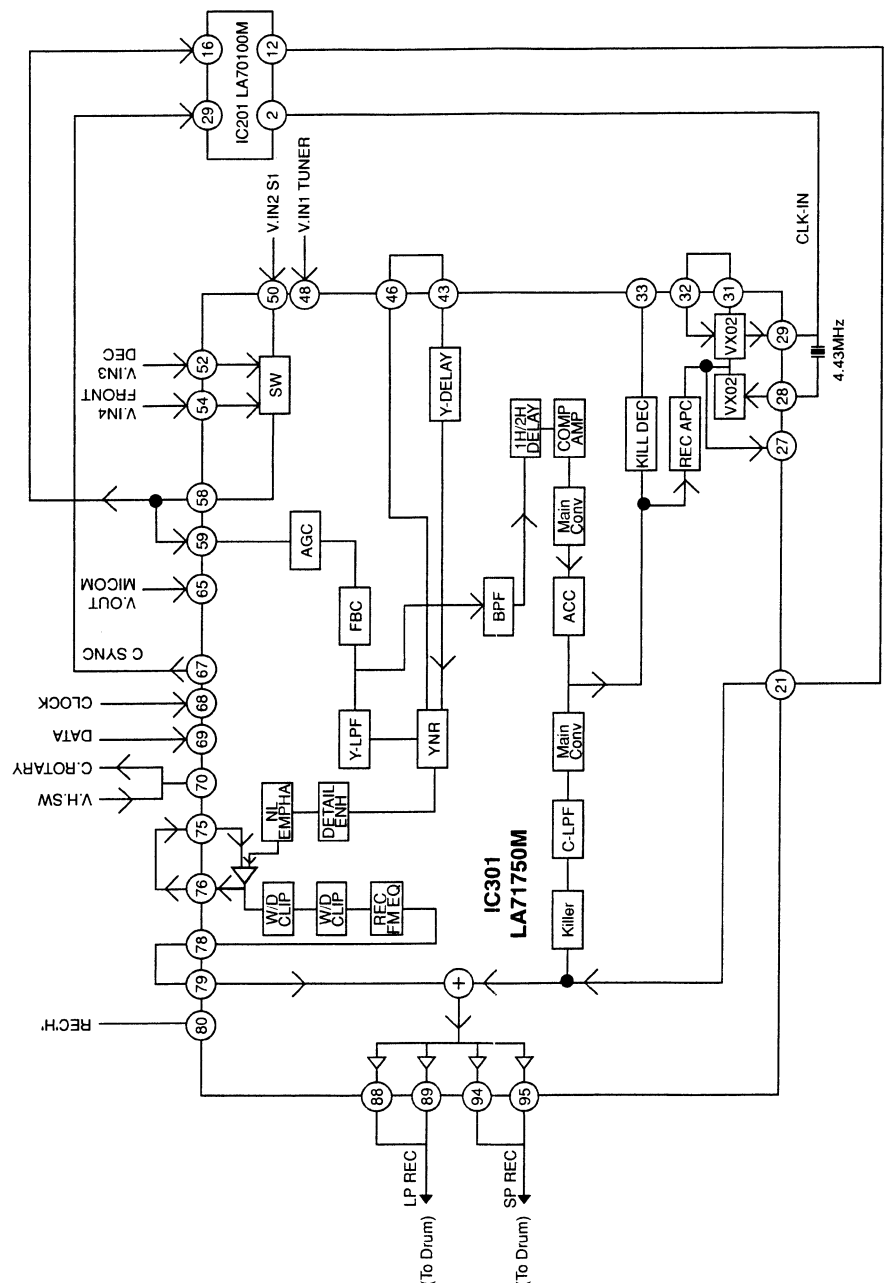 16
12
29
2
IC201 LA70100M
V.IN2 S1
V.IN1 TUNER
CLK-IN
4.43MHz
50
48
46
43
33
32
31
29
28
27
21
V.IN3
DEC
V.IN4
FRONT
52
54
58
59
65
67
68
69
70
75
76
78
79
80
V.OUT
MICOM
C SYNC
CLOCK
DATA
C.ROTARY
V.H.SW
REC'H'
SW
AGC
FBC
Y-LPF
YNR
Y-DELAY
BPF
1H/2H
DELAY
COMP
AMP
Main
Conv
ACC
Main
Conv
C-LPF
Killer
KILL DEC
REC APC
VX02
VX02
NL
EMPHA
DETAIL
ENH
W/D
CLIP
W/D
CLIP
REC
FM EQ
IC301
LA71750M
+
88
89
94
95
LP REC
(To Drum)
SP REC
(To Drum)